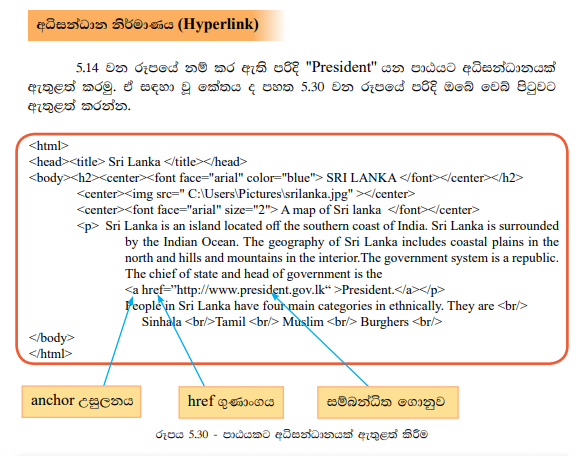 අධිසන්ධාන නිර්මාණය (Hyperlink)
5.14 වන රූපයේ නම් කර ඇති පරිදි "President" යන පාඨයට අධිසන්ධානයක්
ඇතුළත් කරමු. ඒ සඳහා වූ කේතය ද පහත 5.30 වන රූපයේ පරිදි ඔබේ වෙබ් පිටුවට
ඇතුළත් කරන්න.
<html>
<head><title> Sri Lanka </title></head>
<body><h2><center><font face="arial" color="blue"> SRI LANKA </font></center></h2>
<center><img src=" C:\Users\Pictures\srilanka.jpg" ></center>
<center><font face="arial" size="2"> A map of Sri lanka </font></center>
<p> Sri Lanka is an island located off the southern coast of India. Sri Lanka is surrounded
by the Indian Ocean. The geography of Sri Lanka includes coastal plains in the
north and hills and mountains in the interior.The government system is a republic.
The chief of state and head of government is the
<a href=”http://www.president.gov.lk“ >President.</a></p>
People in Sri Lanka have four main categories in ethnically. They are <br/>
Sinhala <br/>Tamil <br/> Muslim <br/> Burghers <br/>
</body>
</html>
anchor උසුලනය
href ගුණාංගය
සම්බන්ධිත ගොනුව
රූපය 5.30 - පාඨයකට අධිසන්ධානයක් ඇතුළත් කිරීම